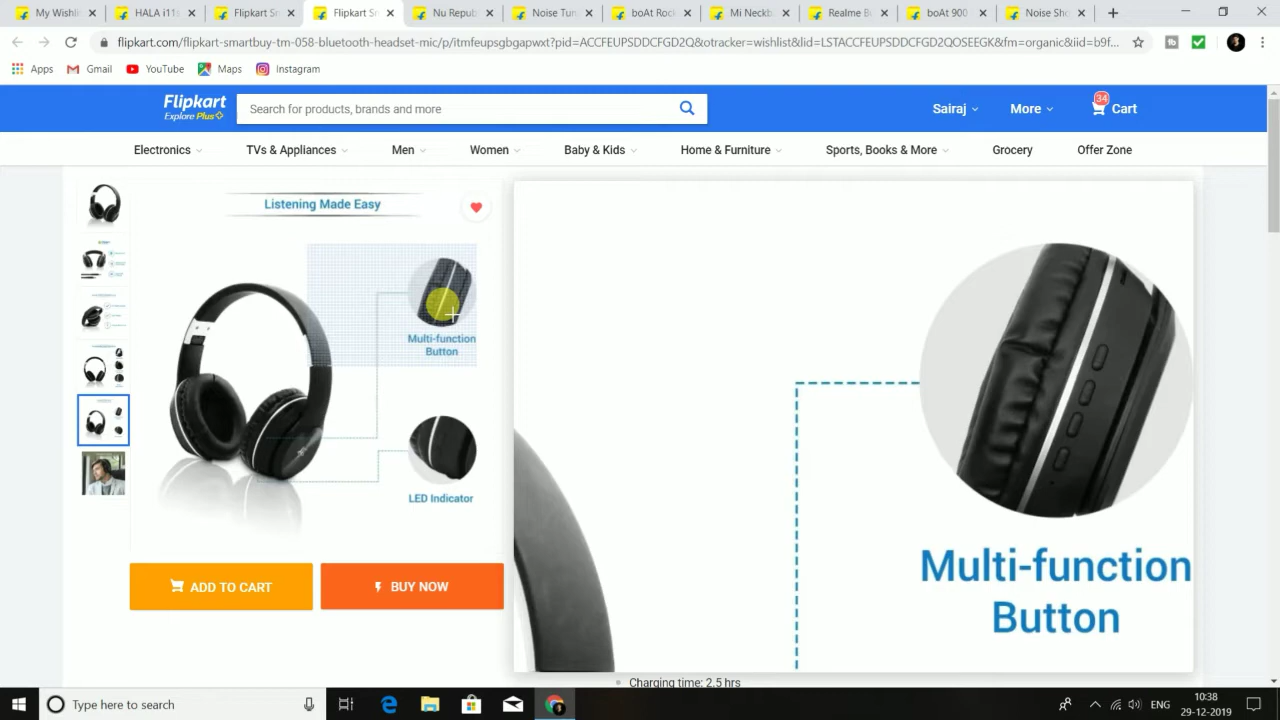 My Wishli
HALA i11s
Flipkart Sm
Flipkart Sm
Nu Repub
Noise Tun
boAt Rock
Mi Neckb
Realme Bu
boAt 900
Noise Sho
flipkart.com/flipkart-smartbuy-tm-058-bluetooth-headset-mic/p/itmfeupsgbgapwxt?pid=ACCFEUPSDDCFGD2Q&otracker=wishlist&lid=LSTACCFEUPSDDCFGD2QOSEEGK&fm=organic&iid=b9f...
Apps
Gmail
YouTube
Maps
Instagram
Flipkart
Explore Plus
Search for products, brands and more
Sairaj
More
34
Cart
Electronics
TVs & Appliances
Men
Women
Baby & Kids
Home & Furniture
Sports, Books & More
Grocery
Offer Zone
Listening Made Easy
Multi-function
Button
LED Indicator
ADD TO CART
BUY NOW
Multi-function
Button
Charging time: 2.5 hrs
Type here to search
ENG
10:38
29-12-2019